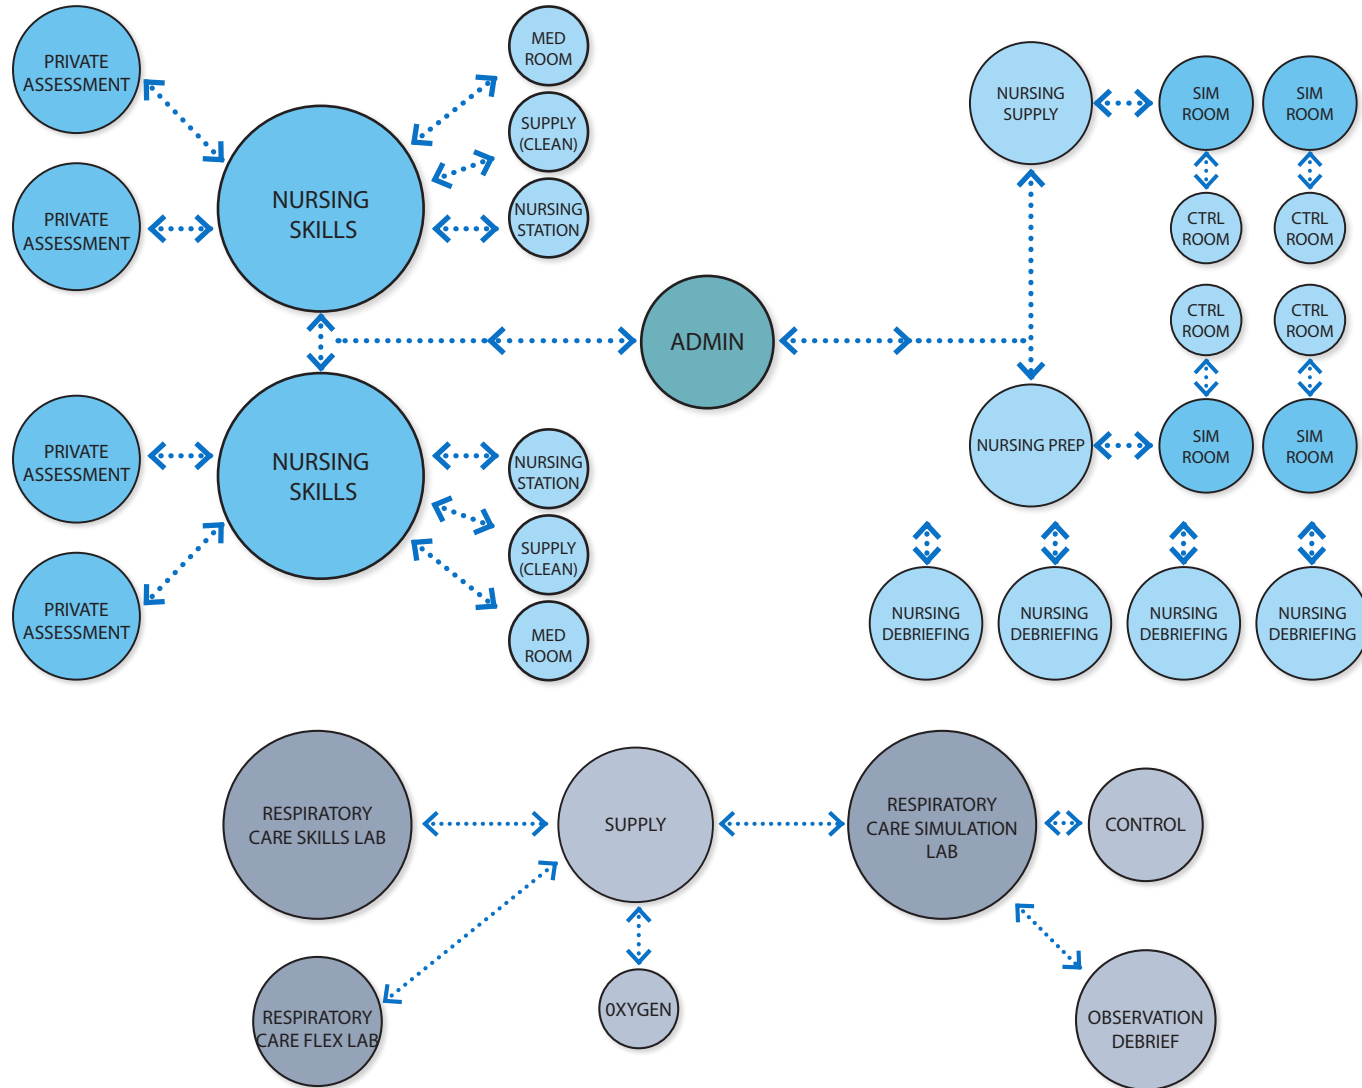 PRIVATE
ASSESSMENT
PRIVATE
ASSESSMENT
NURSING
SKILLS
MED
ROOM
SUPPLY
(CLEAN)
NURSING
STATION
ADMIN
NURSING
SUPPLY
SIM
ROOM
SIM
ROOM
CTRL
ROOM
CTRL
ROOM
CTRL
ROOM
CTRL
ROOM
NURSING PREP
SIM
ROOM
SIM
ROOM
PRIVATE
ASSESSMENT
PRIVATE
ASSESSMENT
NURSING
SKILLS
NURSING
STATION
SUPPLY
(CLEAN)
MED
ROOM
NURSING
DEBRIEFING
NURSING
DEBRIEFING
NURSING
DEBRIEFING
NURSING
DEBRIEFING
RESPIRATORY
CARE SKILLS LAB
SUPPLY
RESPIRATORY
CARE SIMULATION
LAB
CONTROL
RESPIRATORY
CARE FLEX LAB
0XYGEN
OBSERVATION
DEBRIEF